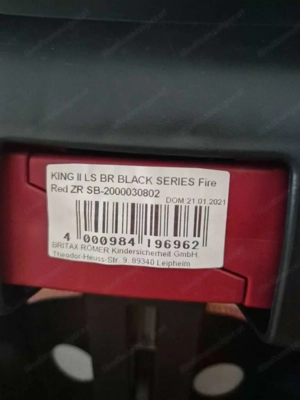 KING II LS BR BLACK SERIES Fire
Red ZR SB-2000030802
DOM 21.01.2021
4 000984 196962
BRITAX RÖMER Kindersicherheit GmbH
Theodor-Heuss-Str. 9, 89340 Leipheim